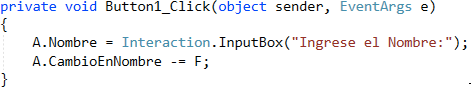 private void Button1_Click(object sender, EventArgs e)
{
A.Nombre = Interaction.InputBox("Ingrese el Nombre:");
A.CambioEnNombre -= F;
}